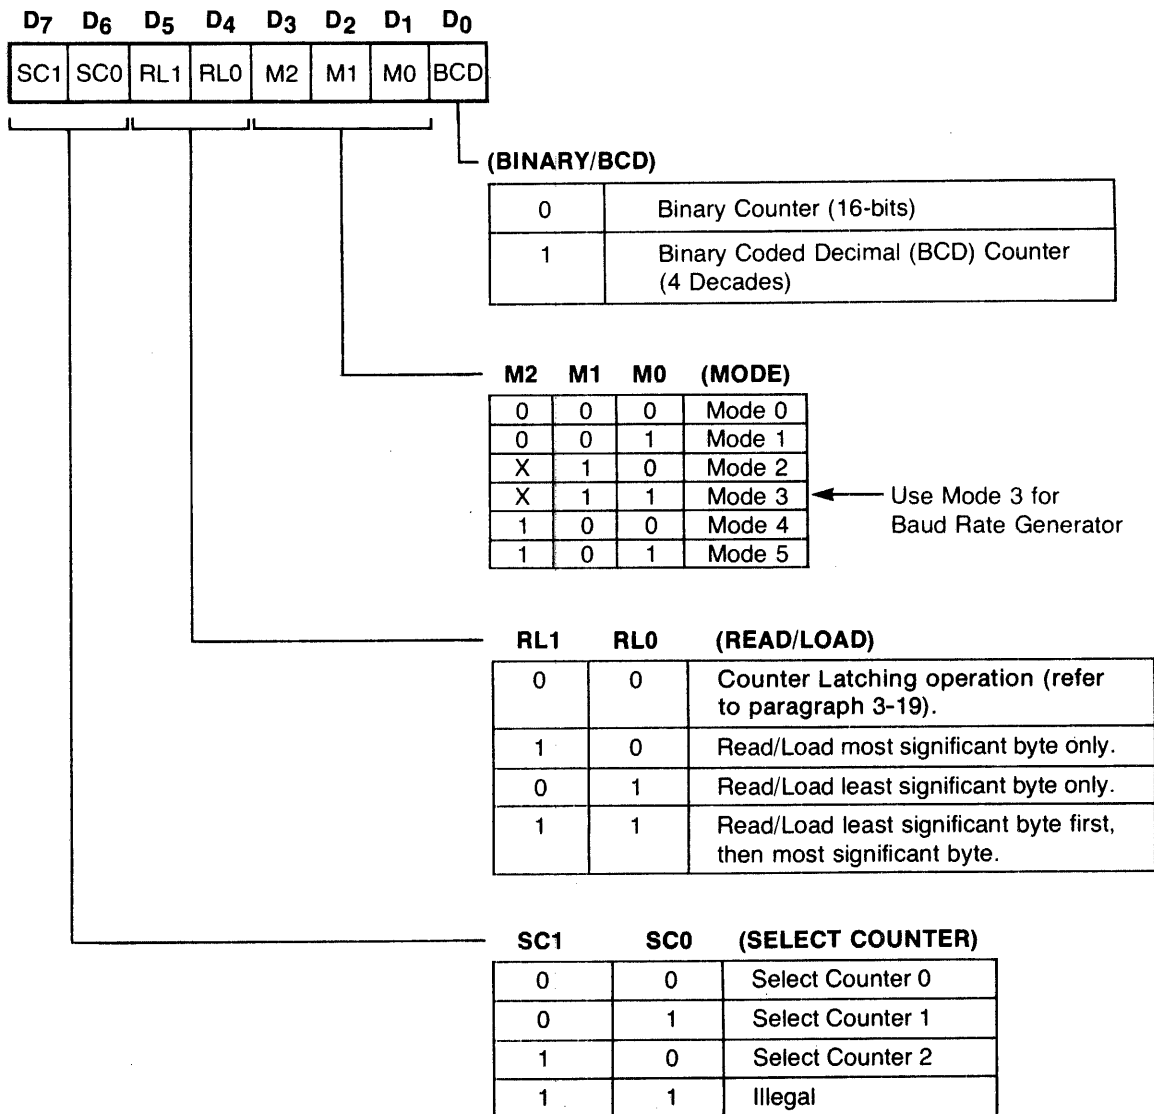 D7 D6 D5 D4 D3 D2 D1 D0
SC1 SC0 RL1 RL0 M2 M1 M0 BCD
(BINARY/BCD)
0 Binary Counter (16-bits)
1 Binary Coded Decimal (BCD) Counter
(4 Decades)
M2 M1 M0 (MODE)
0 0 0 Mode 0
0 0 1 Mode 1
X 1 0 Mode 2
X 1 1 Mode 3 Use Mode 3 for
1 0 0 Mode 4 Baud Rate Generator
1 0 1 Mode 5
RL1 RL0 (READ/LOAD)
0 0 Counter Latching operation (refer
to paragraph 3-19).
1 0 Read/Load most significant byte only.
0 1 Read/Load least significant byte only.
1 1 Read/Load least significant byte first,
then most significant byte.
SC1 SC0 (SELECT COUNTER)
0 0 Select Counter 0
0 1 Select Counter 1
1 0 Select Counter 2
1 1 Illegal